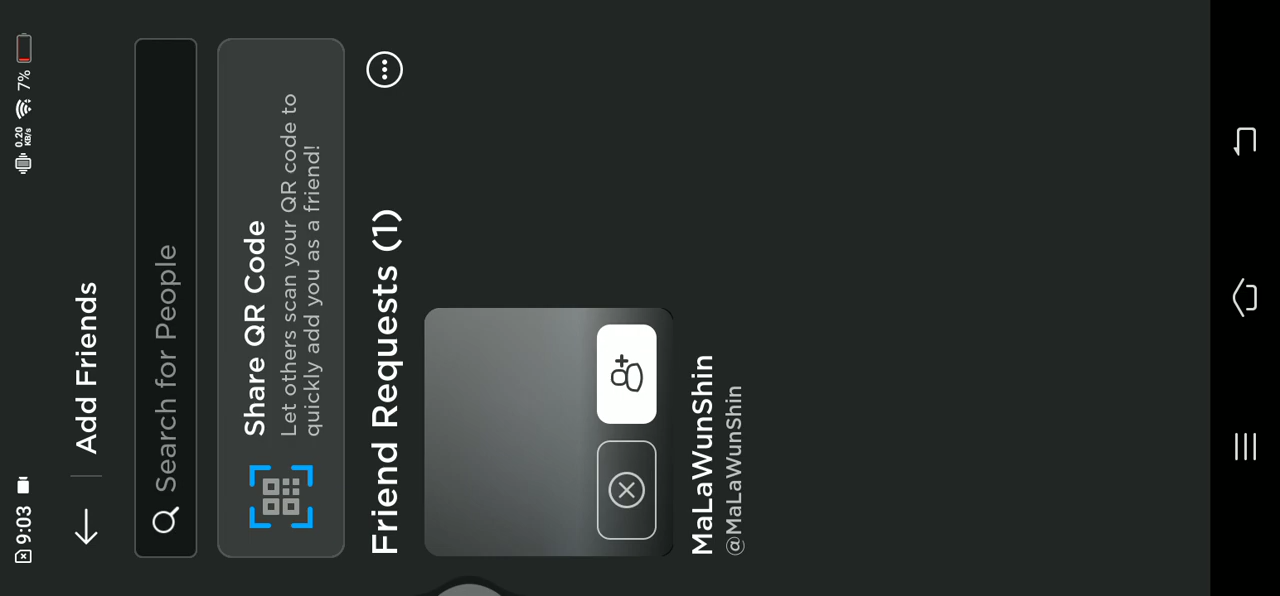 9:03
0.20
KB/s
7%
Add Friends
Search for People
Share QR Code
Let others scan your QR code to
quickly add you as a friend!
Friend Requests (1)
MaLaWunShin
@MaLaWunShin